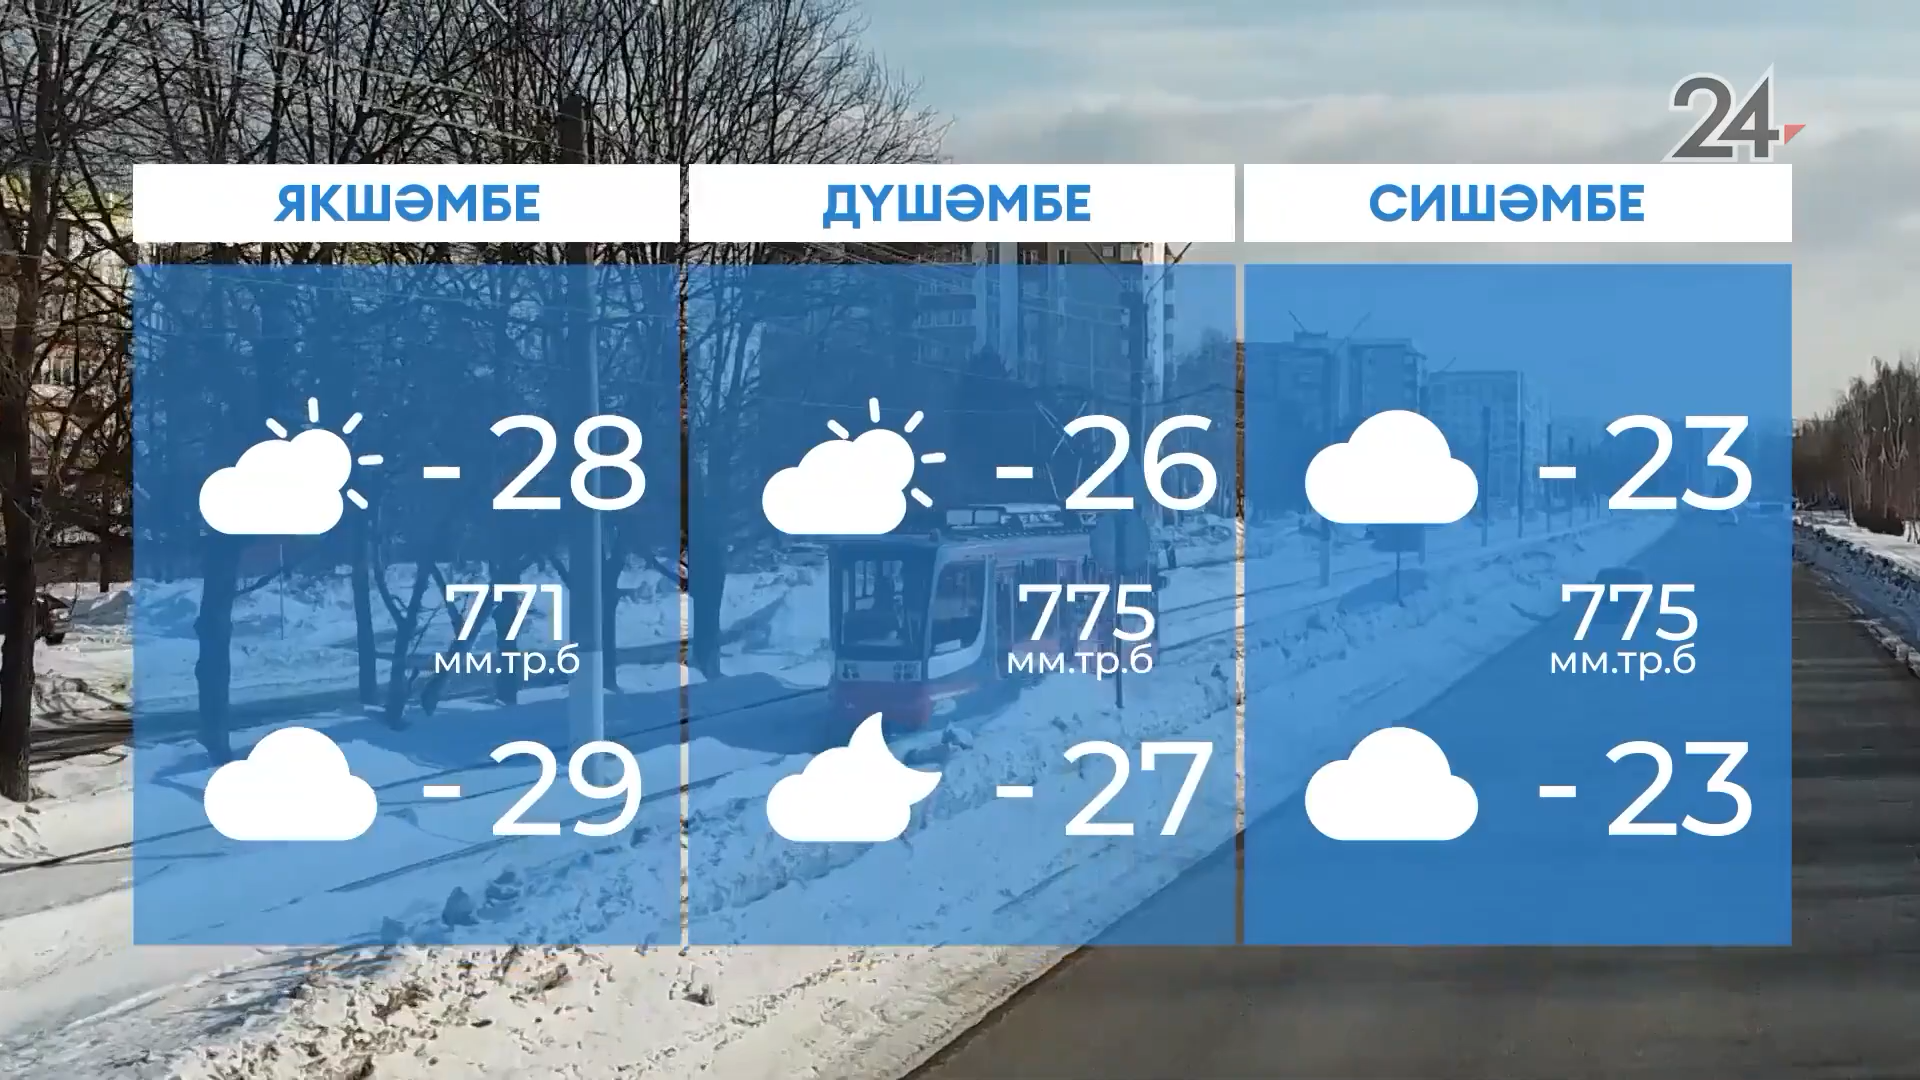 24
ЯКШӘМБЕ
ДҮШӘМБЕ
СИШӘМБЕ
- 28
- 26
- 23
771
мм.тр.б
775
мм.тр.б
775
мм.тр.б
- 29
- 27
- 23